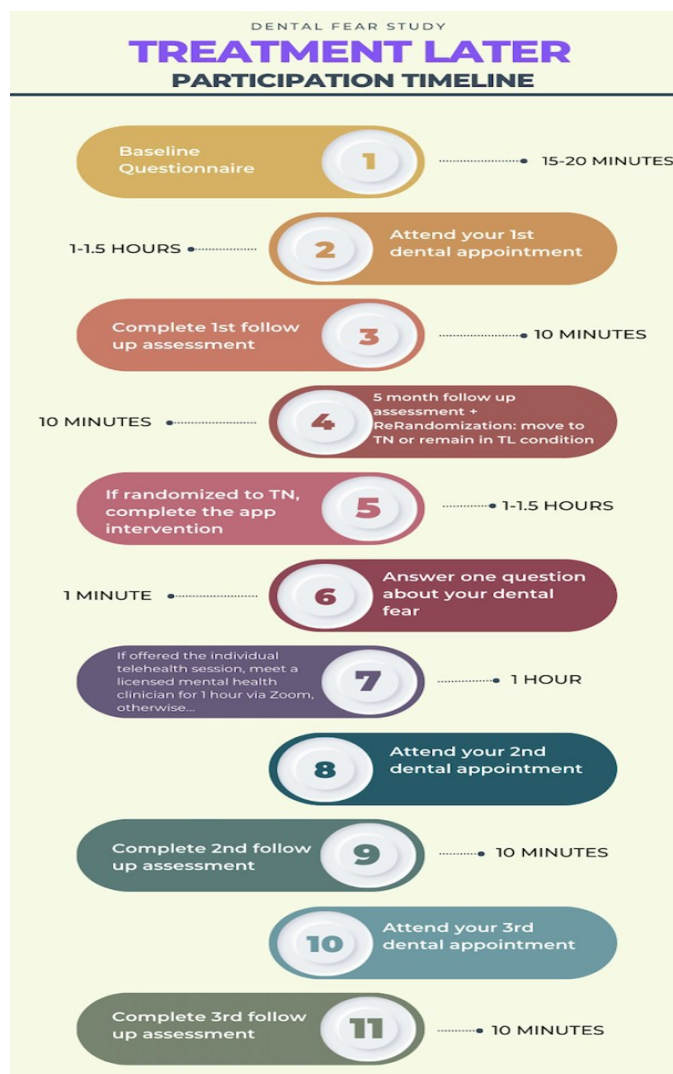 DENTAL FEAR STUDY
TREATMENT LATER
PARTICIPATION TIMELINE
Baseline
Questionnaire
1
15-20 MINUTES
1-1.5 HOURS
2
Attend your 1st
dental appointment
Complete 1st follow
up assessment
3
10 MINUTES
10 MINUTES
4
5 month follow up
assessment +
ReRandomization: move to
TN or remain in TL condition
If randomized to TN,
complete the app
intervention
5
1-1.5 HOURS
1 MINUTE
6
Answer one question
about your dental
fear
If offered the individual
telehealth session, meet a
licensed mental health
clinician for 1 hour via Zoom,
otherwise...
7
1 HOUR
8
Attend your 2nd
dental appointment
Complete 2nd follow
up assessment
9
10 MINUTES
10
Attend your 3rd
dental appointment
Complete 3rd follow
up assessment
11
10 MINUTES